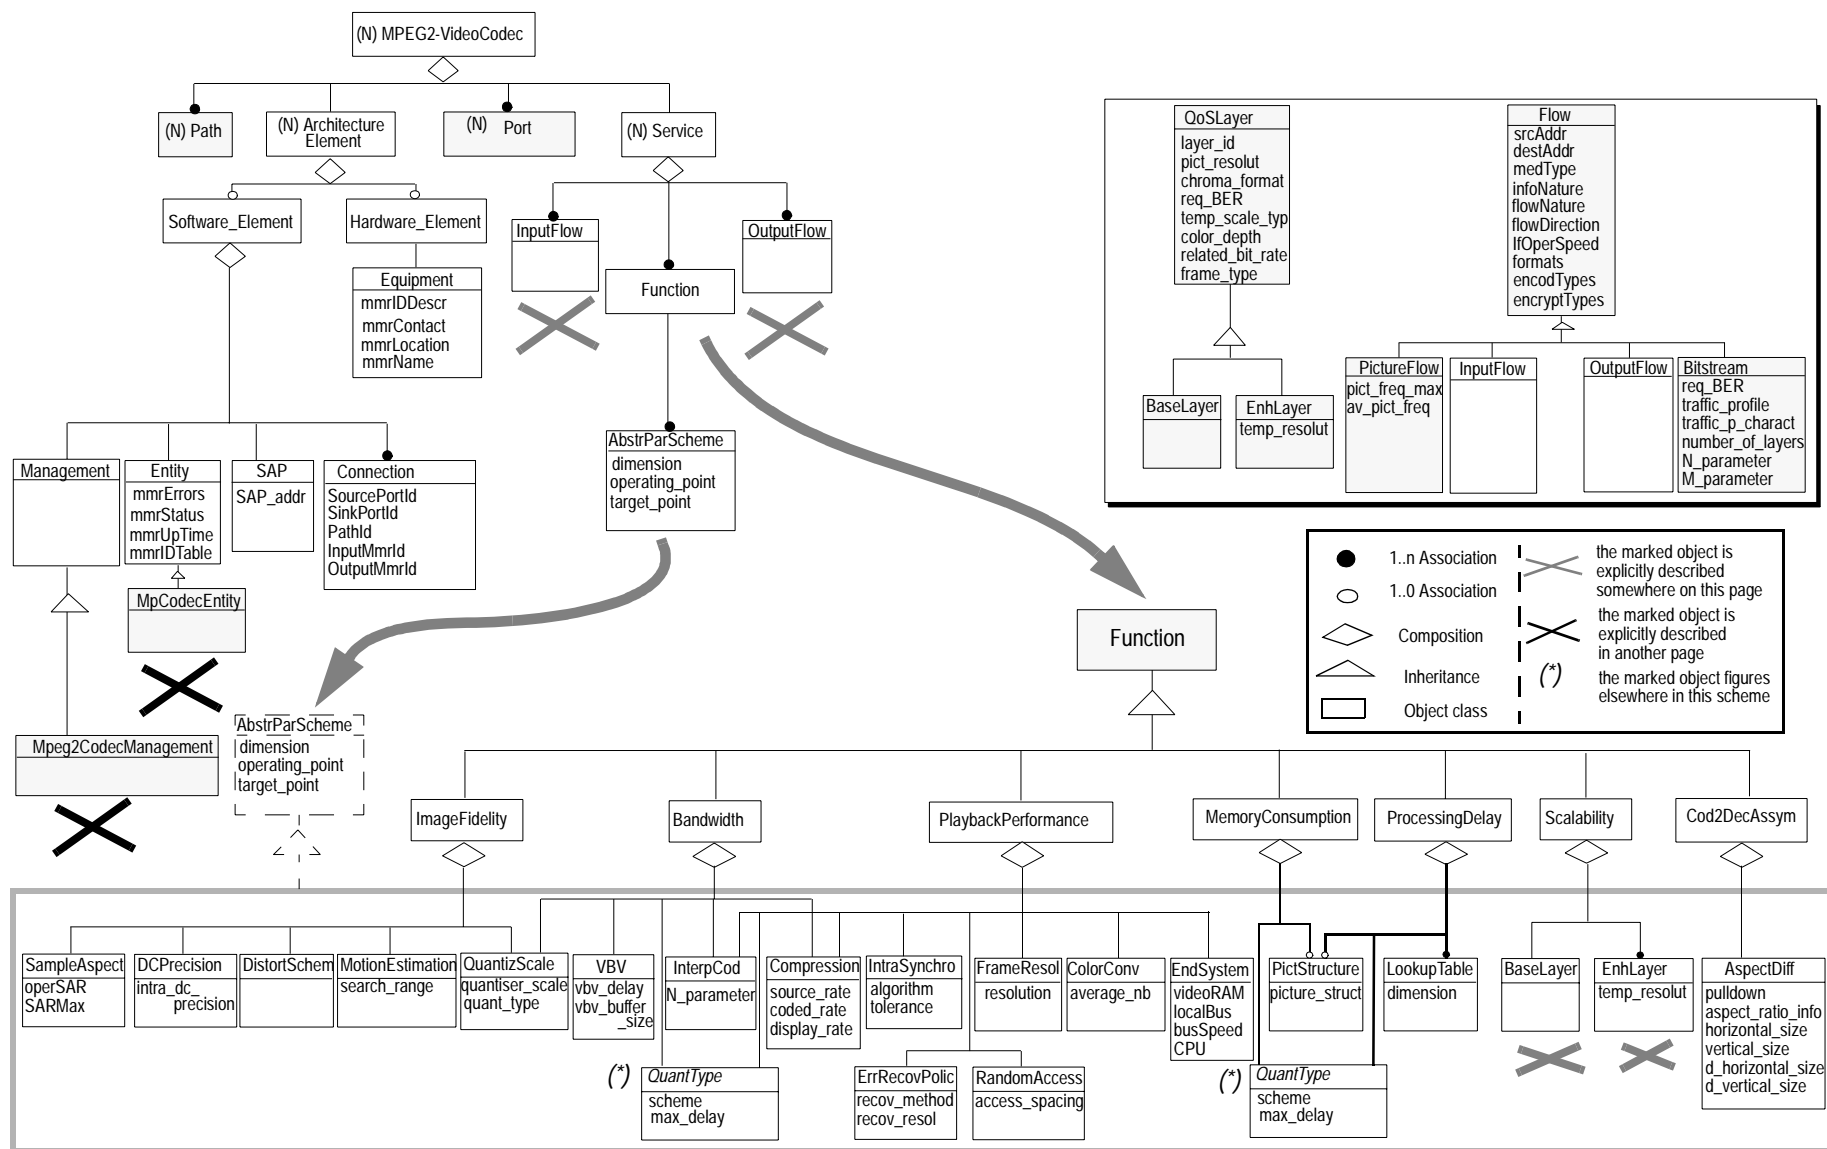 (N) MPEG2-VideoCodec
(N) Path
(N) Architecture
Element
(N) Port
(N) Service
Software_Element
Hardware_Element
Equipment
mmrIDDescr
mmrContact
mmrLocation
mmrName
InputFlow
Function
OutputFlow
AbstrParScheme
dimension
operating_point
target_point
Management
Entity
mmrErrors
mmrStatus
mmrUpTime
mmrIDTable
SAP
SAP_addr
Connection
SourcePortId
SinkPortId
PathId
InputMmrId
OutputMmrId
MpCodecEntity
Mpeg2CodecManagement
AbstrParScheme
dimension
operating_point
target_point
QoSLayer
layer_id
pict_resolut
chroma_format
req_BER
temp_scale_typ
color_depth
related_bit_rate
frame_type
BaseLayer
EnhLayer
temp_resolut
Flow
srcAddr
destAddr
medType
infoNature
flowNature
flowDirection
IfOperSpeed
formats
encodTypes
encryptTypes
PictureFlow
pict_freq_max
av_pict_freq
InputFlow
OutputFlow
Bitstream
req_BER
traffic_profile
traffic_p_charact
number_of_layers
N_parameter
M_parameter
1..n Association
1..0 Association
Composition
Inheritance
Object class
the marked object is
explicitly described
somewhere on this page
the marked object is
explicitly described
in another page
(*)
the marked object figures
elsewhere in this scheme
Function
ImageFidelity
Bandwidth
PlaybackPerformance
MemoryConsumption
ProcessingDelay
Scalability
Cod2DecAssym
SampleAspect
operSAR
SARMax
DCPrecision
intra_dc_
precision
DistortSchem
MotionEstimation
search_range
QuantizScale
quantiser_scale
quant_type
VBV
vbv_delay
vbv_buffer
_size
InterpCod
N_parameter
Compression
source_rate
coded_rate
display_rate
IntraSynchro
algorithm
tolerance
FrameResol
resolution
ColorConv
average_nb
EndSystem
videoRAM
localBus
busSpeed
CPU
PictStructure
picture_struct
LookupTable
dimension
BaseLayer
EnhLayer
temp_resolut
AspectDiff
pulldown
aspect_ratio_info
horizontal_size
vertical_size
d_horizontal_size
d_vertical_size
(*)
QuantType
scheme
max_delay
ErrRecovPolic
recov_method
recov_resol
RandomAccess
access_spacing
(*)
QuantType
scheme
max_delay